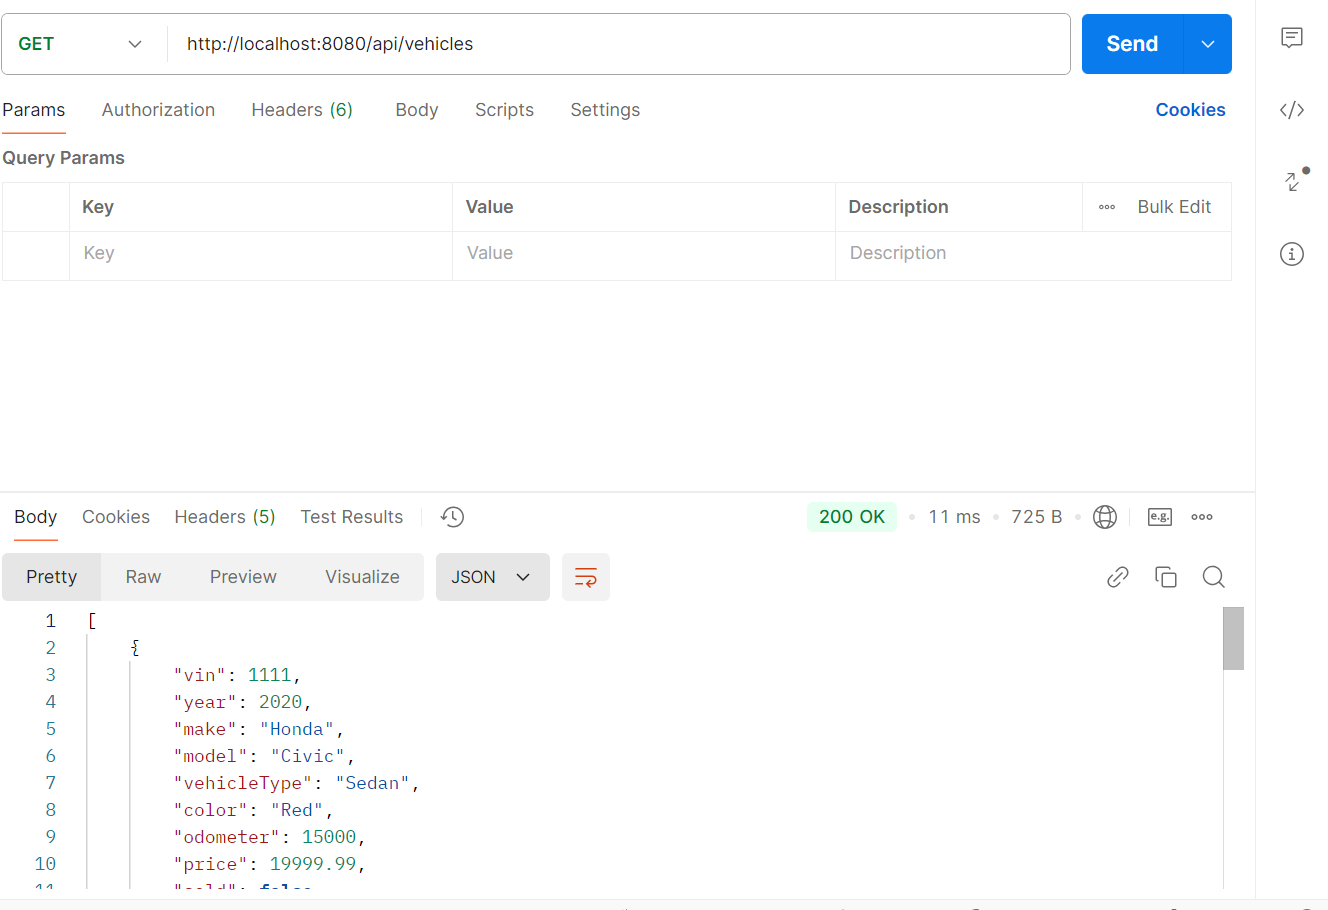 GET http://localhost:8080/api/vehicles Send
Params Authorization Headers (6) Body Scripts Settings Cookies
Query Params
Key Value Description Bulk Edit
Key Value Description
Body Cookies Headers (5) Test Results 200 OK 11 ms 725 B e.g.
Pretty Raw Preview Visualize JSON
1 [
2 {
3 "vin": 1111,
4 "year": 2020,
5 "make": "Honda",
6 "model": "Civic",
7 "vehicleType": "Sedan",
8 "color": "Red",
9 "odometer": 15000,
10 "price": 19999.99,
11 "sold": false